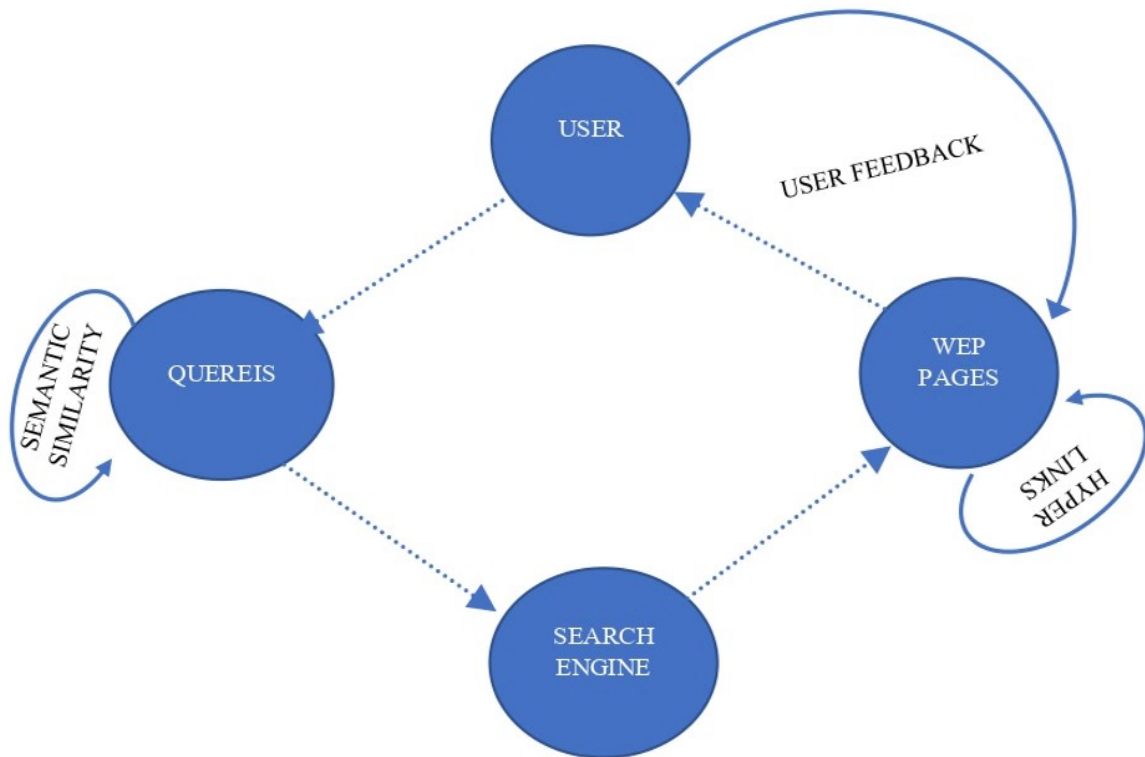 USER
USER FEEDBACK
QUEREIS
SEMANTIC
SIMILARITY
WEP
PAGES
HYPER
LINKS
SEARCH
ENGINE